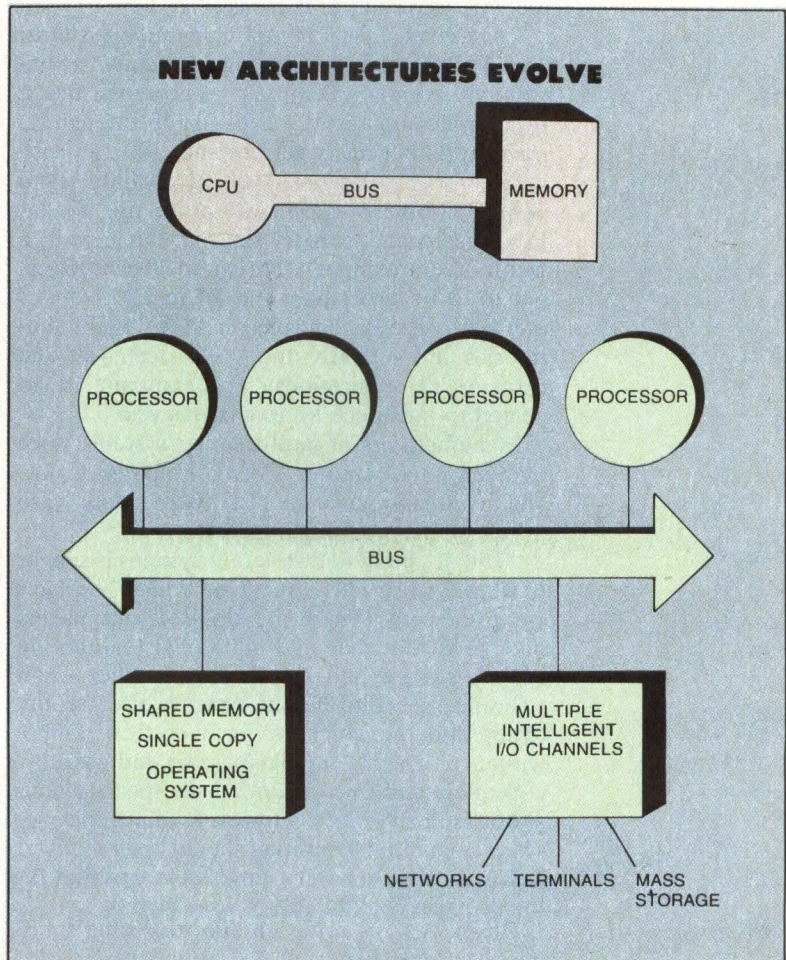 NEW ARCHITECTURES EVOLVE
CPU
BUS
MEMORY
PROCESSOR
PROCESSOR
PROCESSOR
PROCESSOR
BUS
SHARED MEMORY
SINGLE COPY
OPERATING
SYSTEM
MULTIPLE
INTELLIGENT
I/O CHANNELS
NETWORKS
TERMINALS
MASS
STORAGE